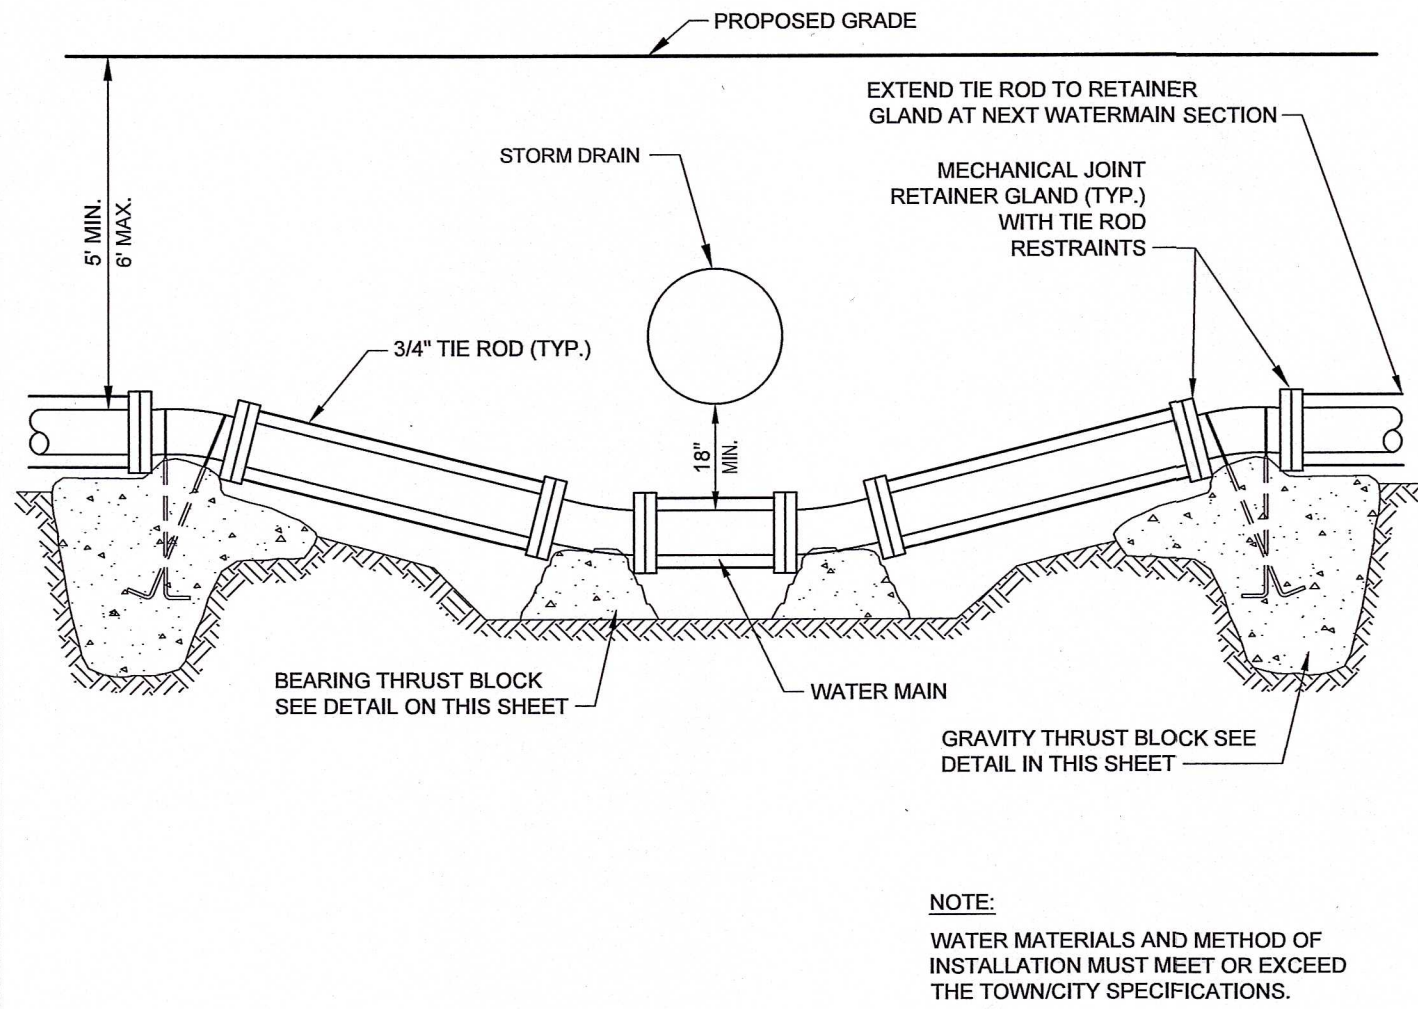 PROPOSED GRADE
EXTEND TIE ROD TO RETAINER
GLAND AT NEXT WATERMAIN SECTION
STORM DRAIN
MECHANICAL JOINT
RETAINER GLAND (TYP.)
WITH TIE ROD
RESTRAINTS
5' MIN.
6' MAX.
3/4" TIE ROD (TYP.)
18"
MIN.
BEARING THRUST BLOCK
SEE DETAIL ON THIS SHEET
WATER MAIN
GRAVITY THRUST BLOCK SEE
DETAIL IN THIS SHEET
NOTE:
WATER MATERIALS AND METHOD OF
INSTALLATION MUST MEET OR EXCEED
THE TOWN/CITY SPECIFICATIONS.